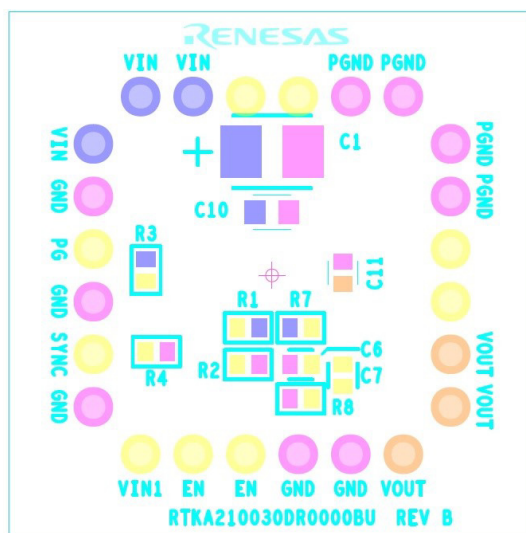 RENESAS
VIN VIN PGND PGND
VIN
GND
PG
GND
SYNC
GND
+
C1
C10
R3
C11
R1 R7
R4
R2
C6
C7
R8
PGND
PGND
VOUT
VOUT
VIN1 EN EN GND GND VOUT
RTKA210030DR0000BU REV B